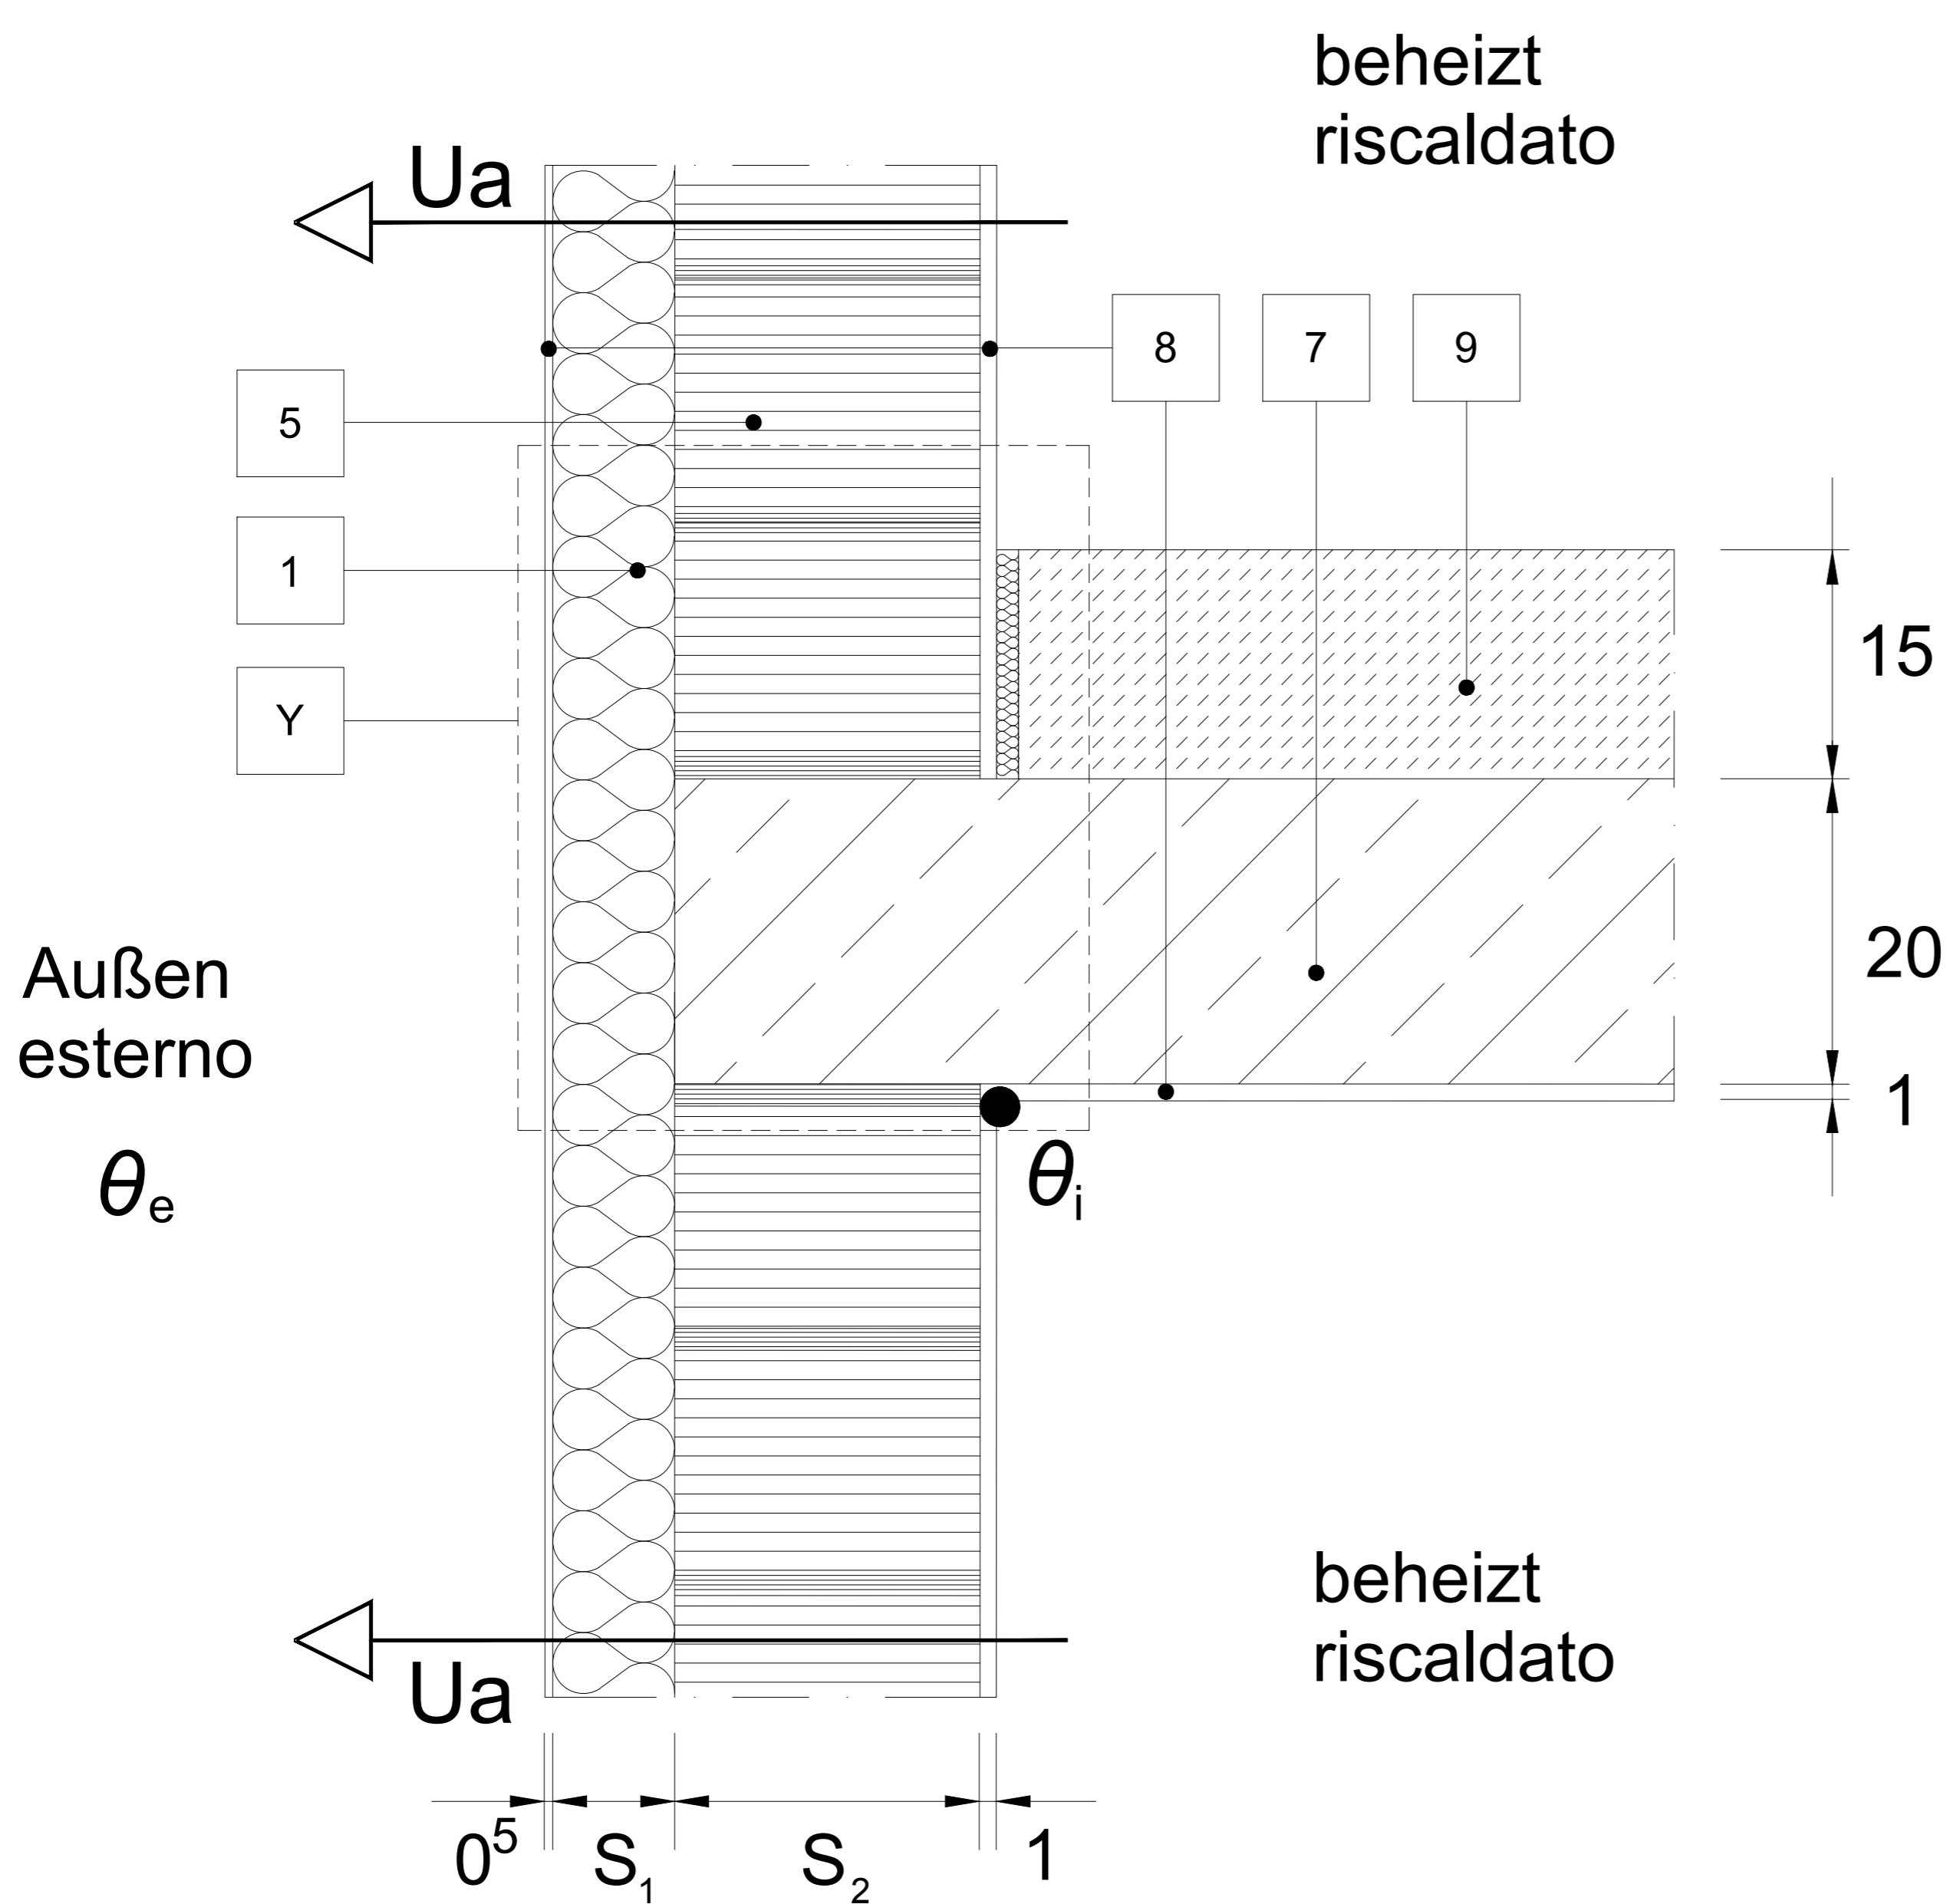 beheizt
riscaldato
Ua
8
7
9
5
1
Y
15
20
1
Außen
esterno
θe
θi
beheizt
riscaldato
Ua
0⁵
S₁
S₂
1